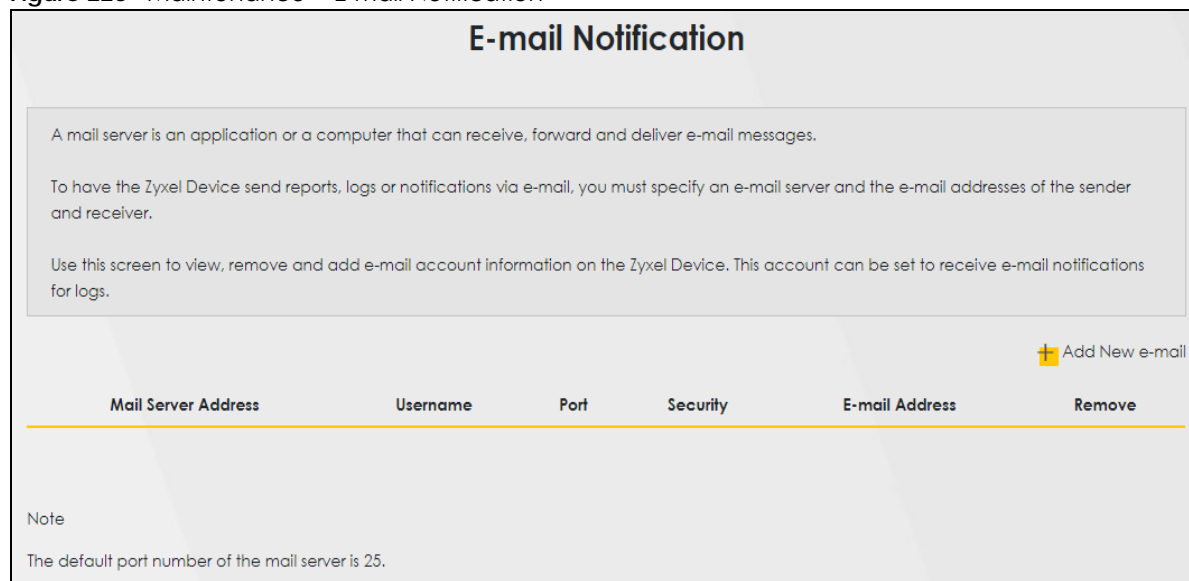 E-mail Notification
A mail server is an application or a computer that can receive, forward and deliver e-mail messages.
To have the Zyxel Device send reports, logs or notifications via e-mail, you must specify an e-mail server and the e-mail addresses of the sender
and receiver.
Use this screen to view, remove and add e-mail account information on the Zyxel Device. This account can be set to receive e-mail notifications
for logs.
+ Add New e-mail
Mail Server Address Username Port Security E-mail Address Remove
Note
The default port number of the mail server is 25.